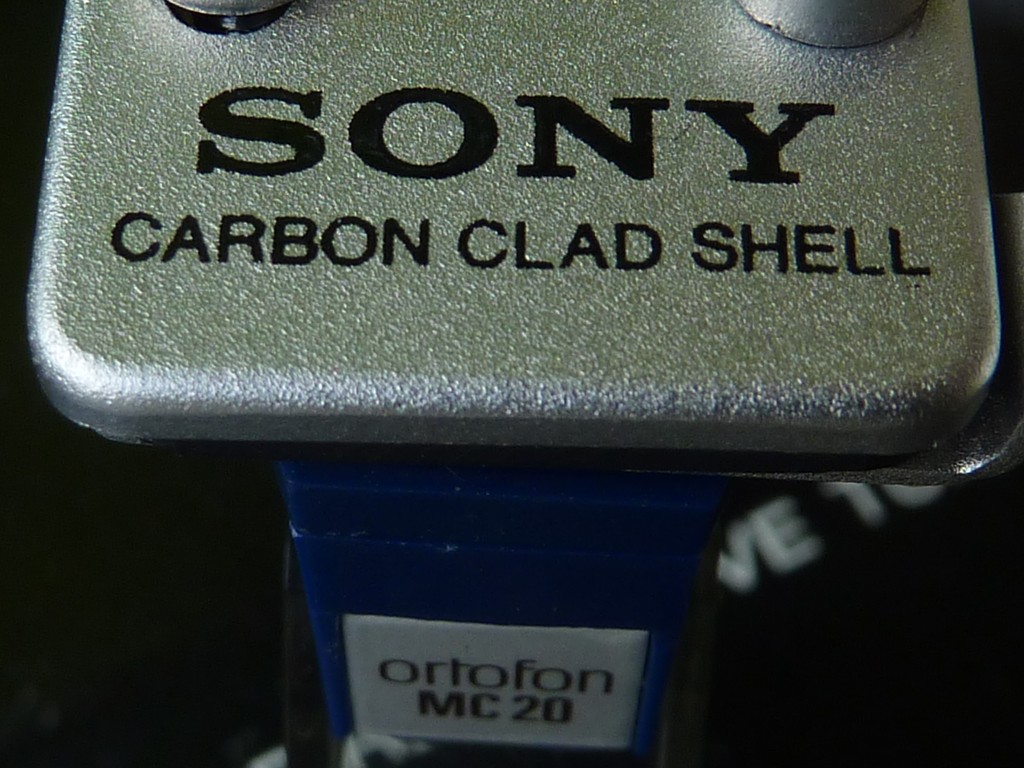 SONY
CARBON CLAD SHELL
ortofon
MC 20